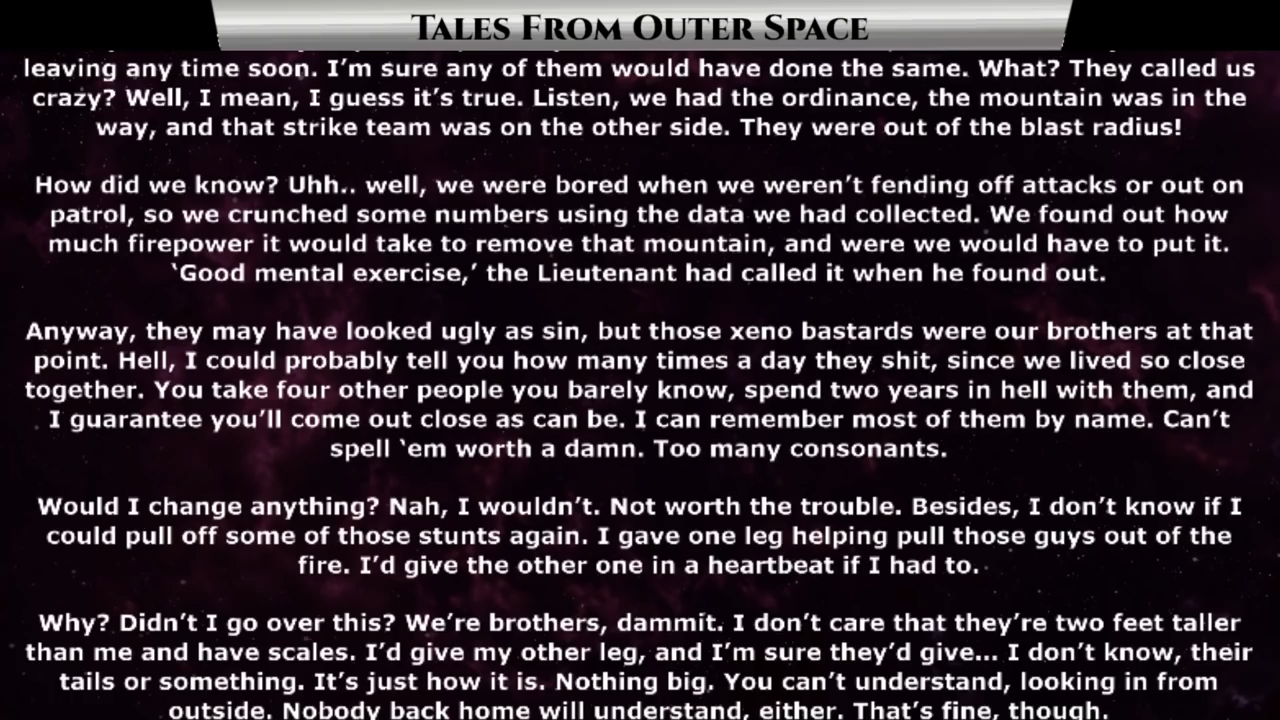 Tales From Outer Space
leaving any time soon. I’m sure any of them would have done the same. What? They called us
crazy? Well, I mean, I guess it’s true. Listen, we had the ordinance, the mountain was in the
way, and that strike team was on the other side. They were out of the blast radius!
How did we know? Uhh.. well, we were bored when we weren’t fending off attacks or out on
patrol, so we crunched some numbers using the data we had collected. We found out how
much firepower it would take to remove that mountain, and were we would have to put it.
‘Good mental exercise,’ the Lieutenant had called it when he found out.
Anyway, they may have looked ugly as sin, but those xeno bastards were our brothers at that
point. Hell, I could probably tell you how many times a day they shit, since we lived so close
together. You take four other people you barely know, spend two years in hell with them, and
I guarantee you’ll come out close as can be. I can remember most of them by name. Can’t
spell ‘em worth a damn. Too many consonants.
Would I change anything? Nah, I wouldn’t. Not worth the trouble. Besides, I don’t know if I
could pull off some of those stunts again. I gave one leg helping pull those guys out of the
fire. I’d give the other one in a heartbeat if I had to.
Why? Didn’t I go over this? We’re brothers, dammit. I don’t care that they’re two feet taller
than me and have scales. I’d give my other leg, and I’m sure they’d give... I don’t know, their
tails or something. It’s just how it is. Nothing big. You can’t understand, looking in from
outside. Nobody back home will understand, either. That’s fine, though.